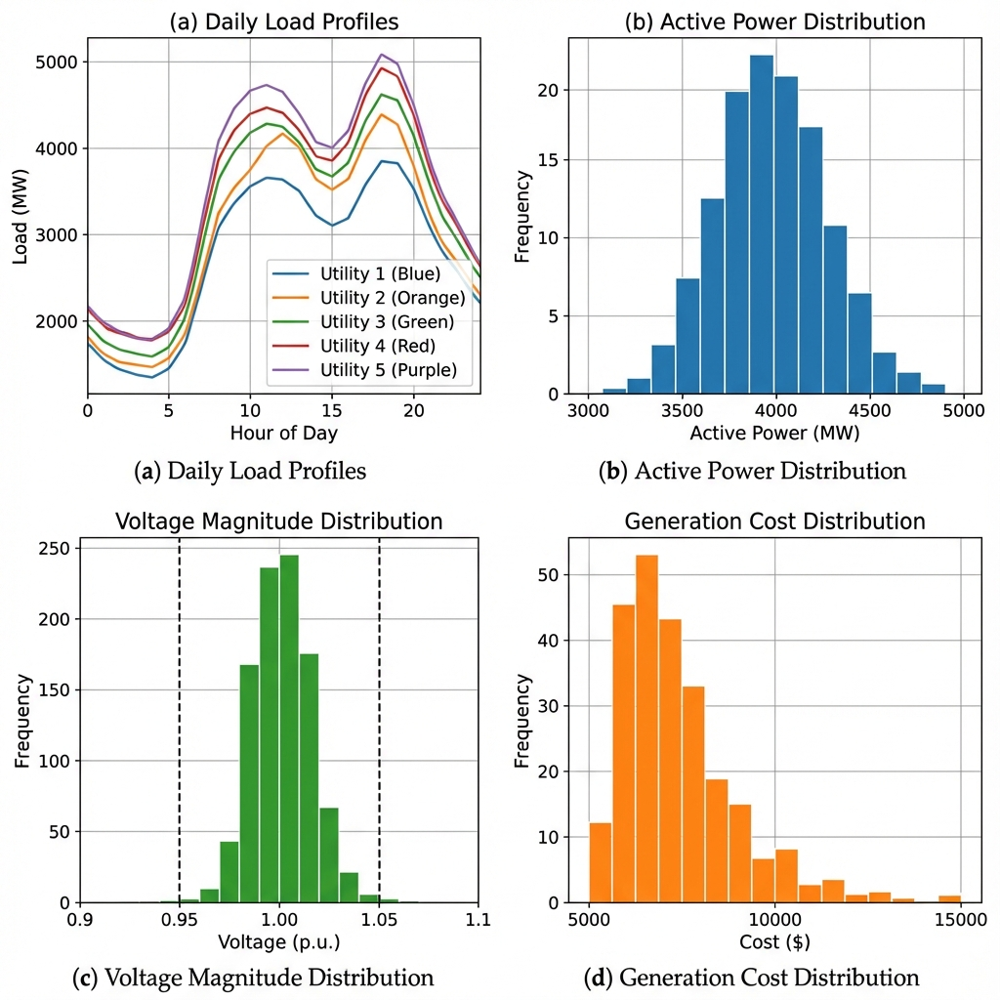 (a) Daily Load Profiles
5000
4000
3000
2000
Load (MW)
Utility 1 (Blue)
Utility 2 (Orange)
Utility 3 (Green)
Utility 4 (Red)
Utility 5 (Purple)
0 5 10 15 20
Hour of Day
(a) Daily Load Profiles
(b) Active Power Distribution
20
15
10
5
0
Frequency
3000 3500 4000 4500 5000
Active Power (MW)
(b) Active Power Distribution
Voltage Magnitude Distribution
250
200
150
100
50
0
Frequency
0.9 0.95 1.00 1.05 1.1
Voltage (p.u.)
(c) Voltage Magnitude Distribution
Generation Cost Distribution
50
40
30
20
10
0
Frequency
5000 10000 15000
Cost ($)
(d) Generation Cost Distribution